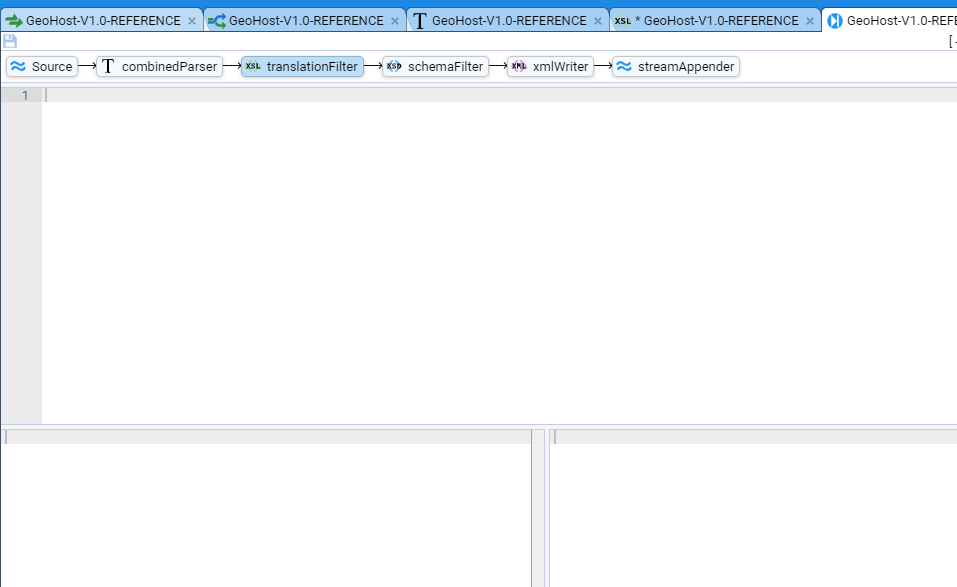 GeoHost-V1.0-REFERENCE × GeoHost-V1.0-REFERENCE × T GeoHost-V1.0-REFERENCE × XSL * GeoHost-V1.0-REFERENCE × GeoHost-V1.0-REFE
[ -
Source T combinedParser XSL translationFilter XSD schemaFilter XML xmlWriter streamAppender
1